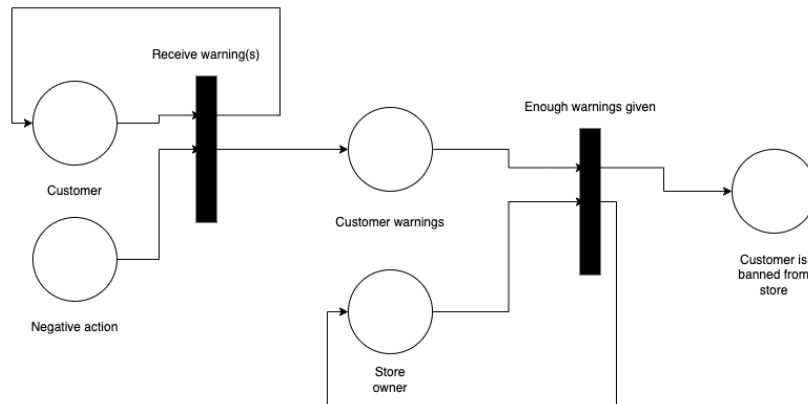 Receive warning(s)
Enough warnings given
Customer
Customer warnings
Customer is
banned from
store
Negative action
Store
owner